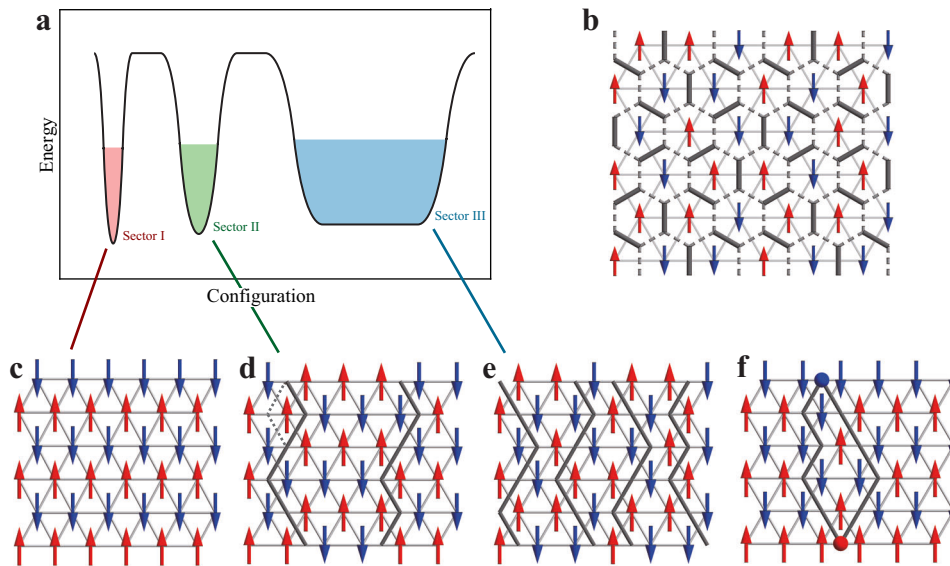 a
b
Energy
Sector I
Sector II
Sector III
Configuration
c
d
e
f